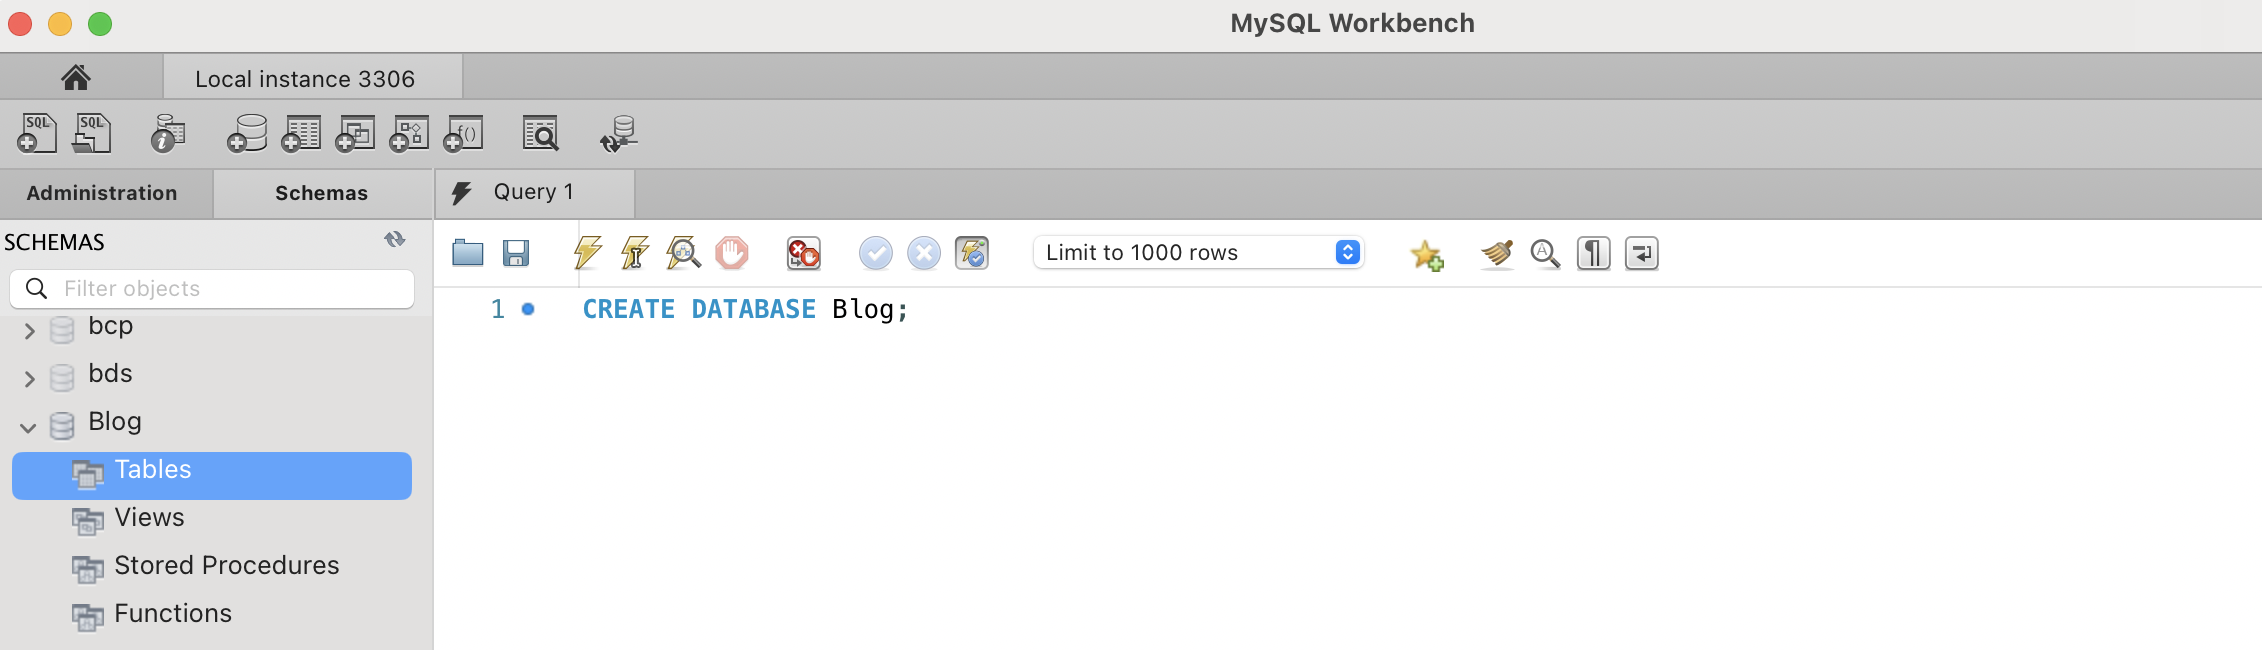 MySQL Workbench
Local instance 3306
SQL SQL f()
Administration Schemas Query 1
SCHEMAS
Limit to 1000 rows
Filter objects
bcp
1 CREATE DATABASE Blog;
bds
Blog
Tables
Views
Stored Procedures
Functions